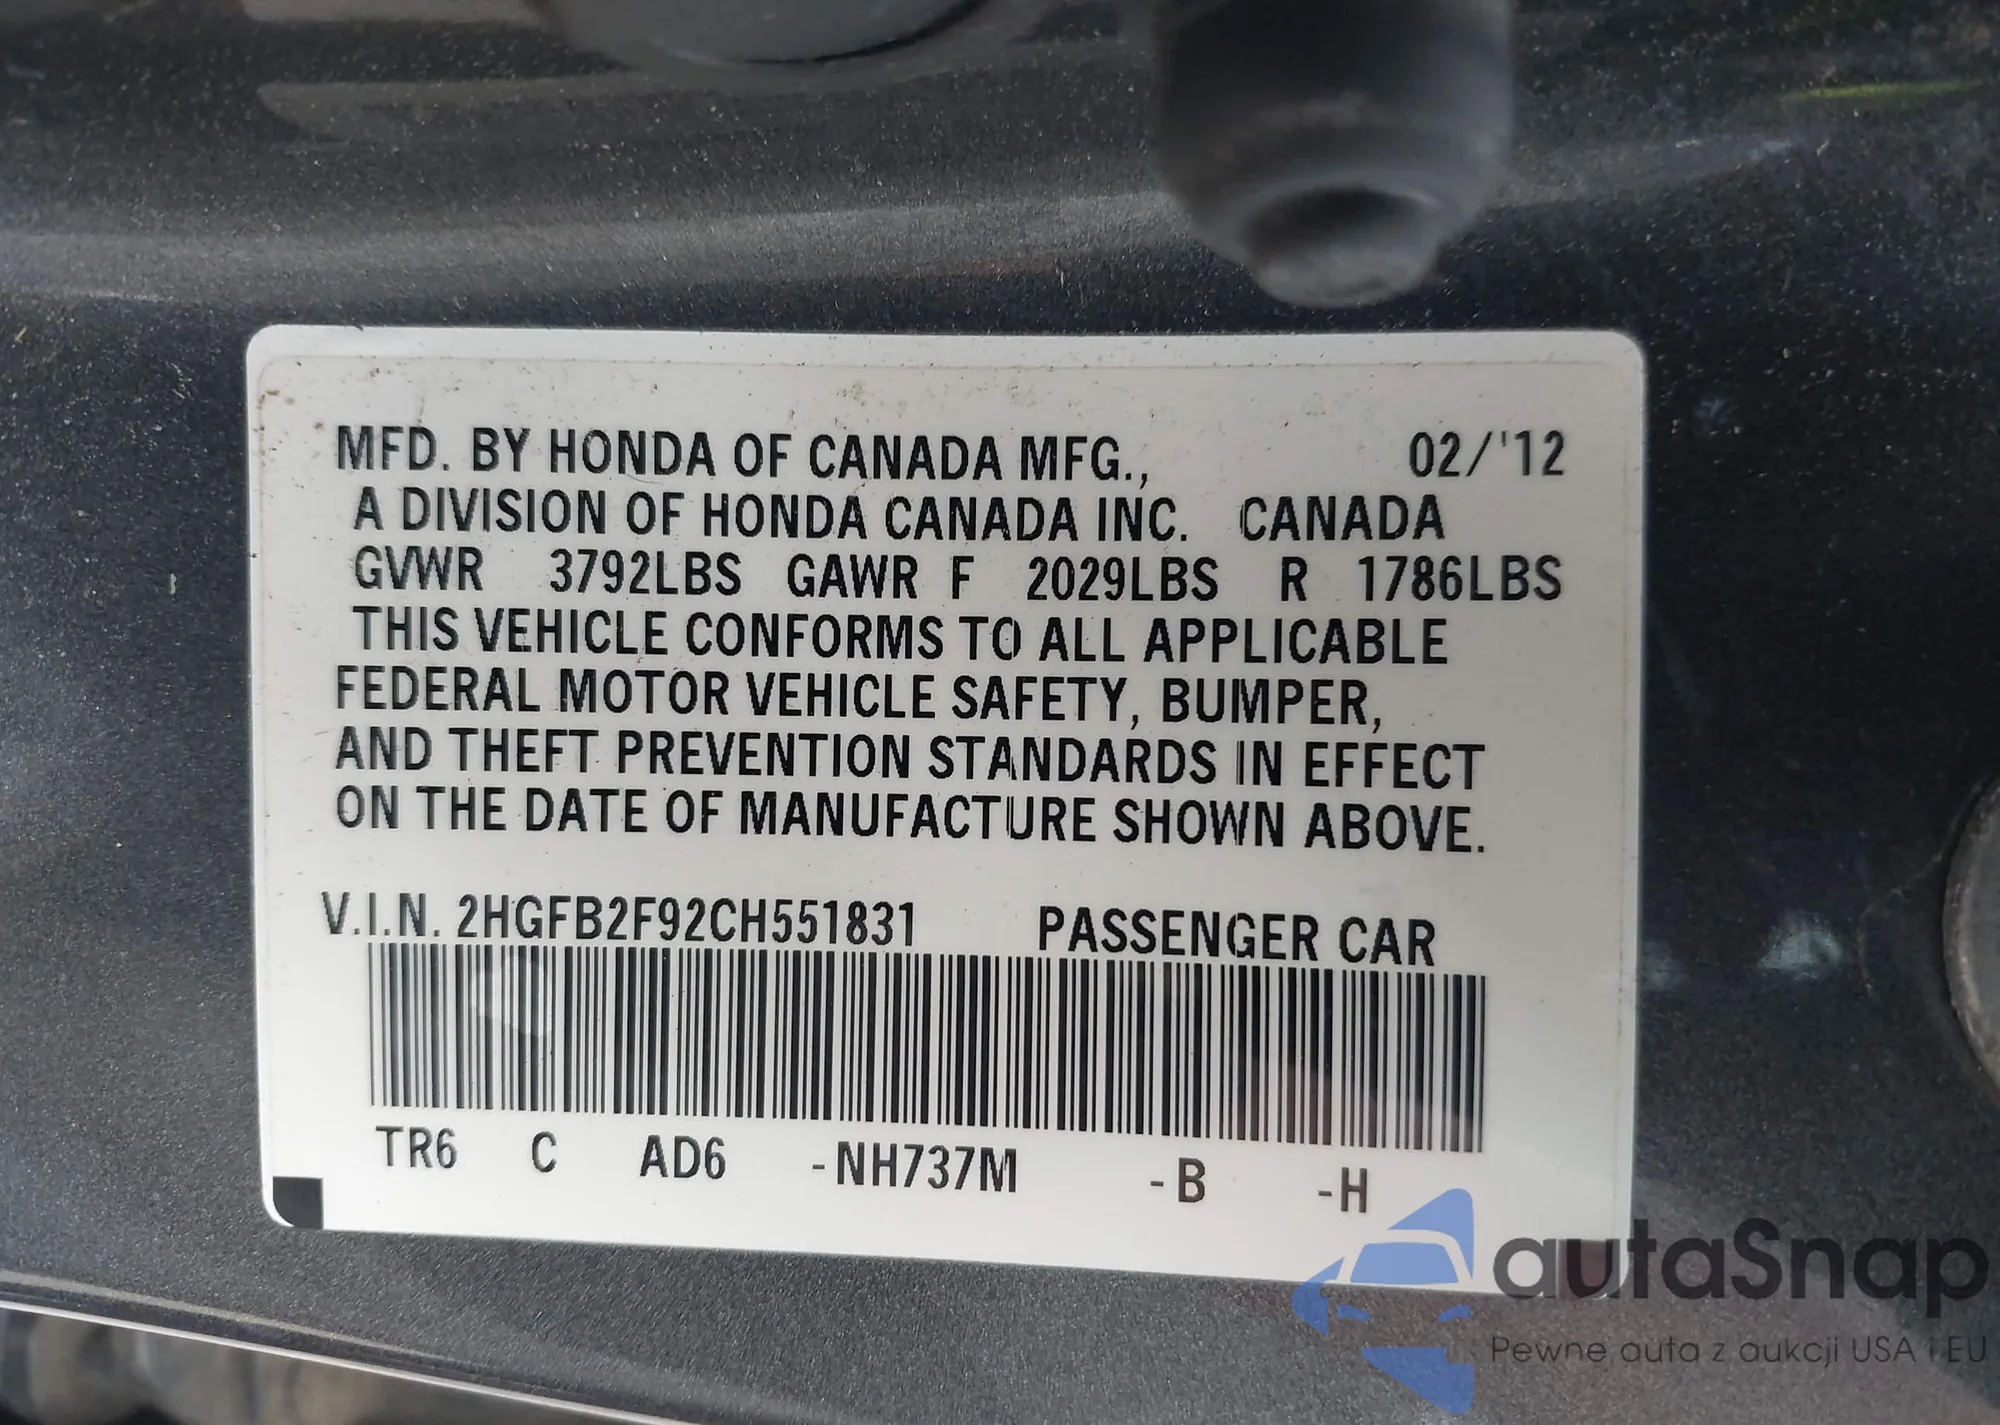 MFD. BY HONDA OF CANADA MFG., 02/'12
A DIVISION OF HONDA CANADA INC. CANADA
GVWR 3792LBS GAWR F 2029LBS R 1786LBS
THIS VEHICLE CONFORMS TO ALL APPLICABLE
FEDERAL MOTOR VEHICLE SAFETY, BUMPER,
AND THEFT PREVENTION STANDARDS IN EFFECT
ON THE DATE OF MANUFACTURE SHOWN ABOVE.
V.I.N. 2HGFB2F92CH551831 PASSENGER CAR
TR6 C AD6 -NH737M -B -H
autaSnap
Pewne auta z aukcji USA i EU